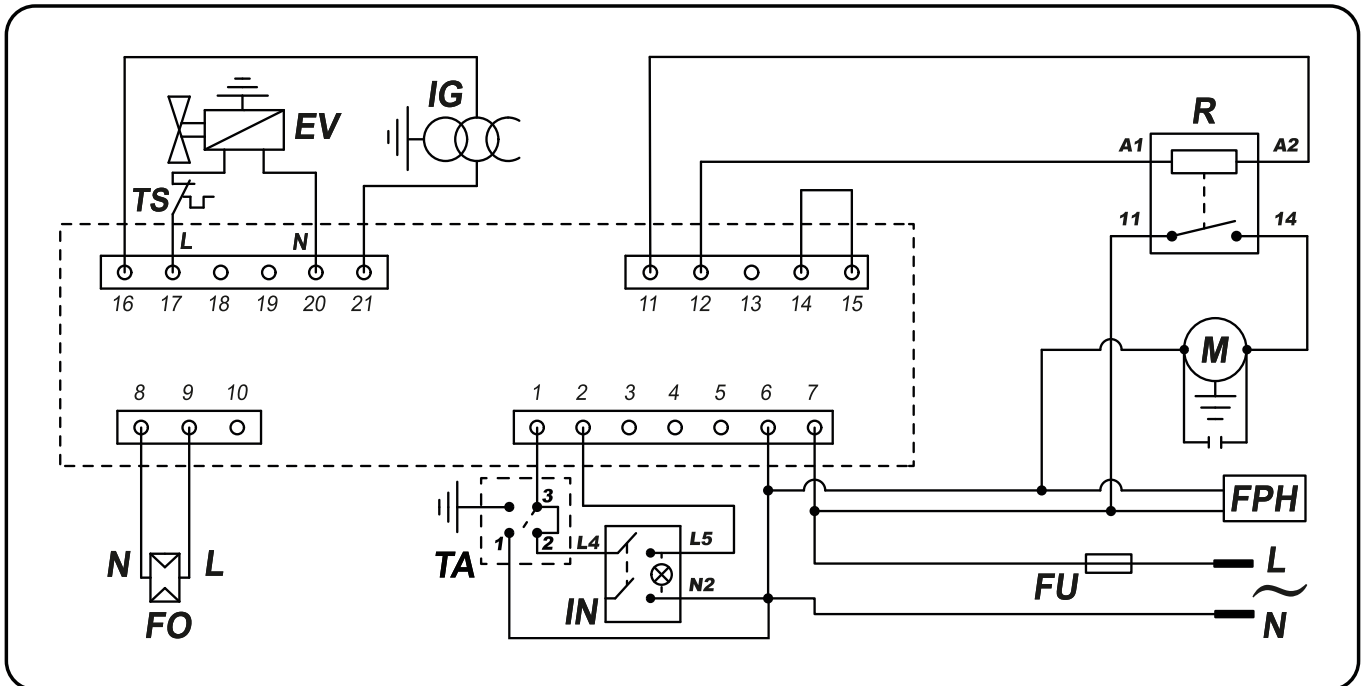 IG
R
EV
A1 A2
TS
11 14
L N
16 17 18 19 20 21
11 12 13 14 15
M
8 9 10
1 2 3 4 5 6 7
FPH
3
1 2 L4 L5
TA
N L
N2
L
FU
IN
FO
N